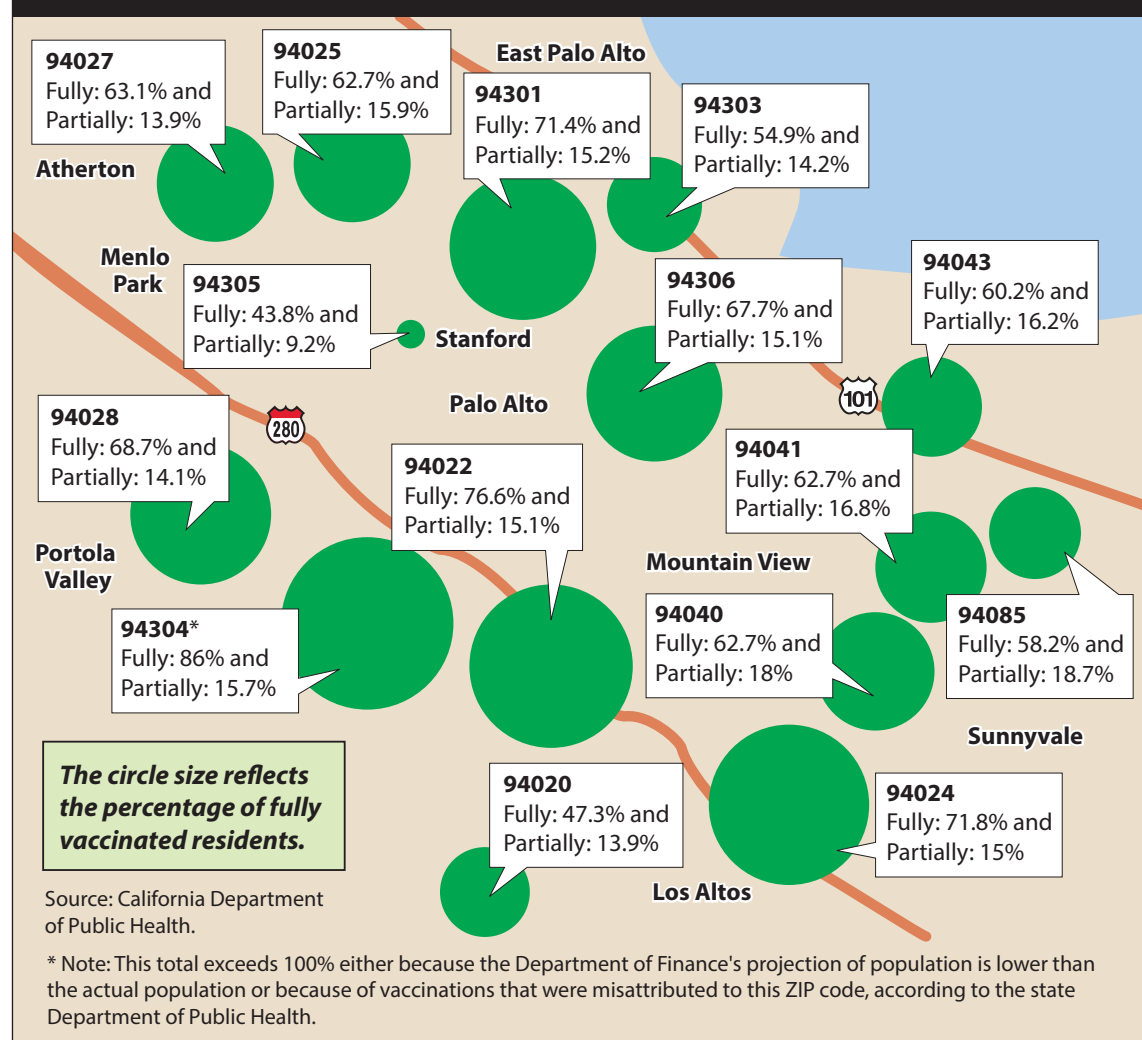 94027
Fully: 63.1% and
Partially: 13.9%
94025
Fully: 62.7% and
Partially: 15.9%
East Palo Alto
94301
Fully: 71.4% and
Partially: 15.2%
94303
Fully: 54.9% and
Partially: 14.2%
Atherton
Menlo
Park
94305
Fully: 43.8% and
Partially: 9.2%
Stanford
94306
Fully: 67.7% and
Partially: 15.1%
94043
Fully: 60.2% and
Partially: 16.2%
101
Palo Alto
280
94028
Fully: 68.7% and
Partially: 14.1%
94022
Fully: 76.6% and
Partially: 15.1%
94041
Fully: 62.7% and
Partially: 16.8%
Portola
Valley
Mountain View
94304*
Fully: 86% and
Partially: 15.7%
94040
Fully: 62.7% and
Partially: 18%
94085
Fully: 58.2% and
Partially: 18.7%
Sunnyvale
The circle size reflects
the percentage of fully
vaccinated residents.
94020
Fully: 47.3% and
Partially: 13.9%
94024
Fully: 71.8% and
Partially: 15%
Los Altos
Source: California Department
of Public Health.
* Note: This total exceeds 100% either because the Department of Finance's projection of population is lower than
the actual population or because of vaccinations that were misattributed to this ZIP code, according to the state
Department of Public Health.